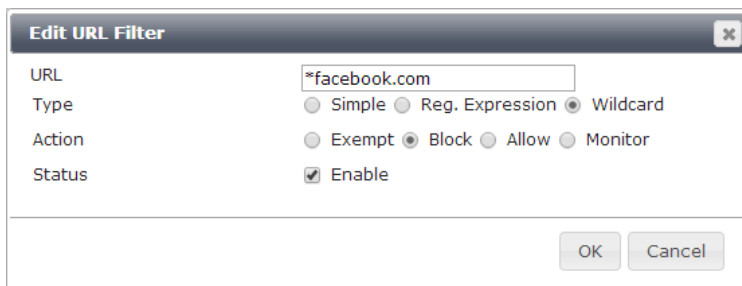 Edit URL Filter
URL *facebook.com
Type Simple Reg. Expression Wildcard
Action Exempt Block Allow Monitor
Status Enable
OK Cancel